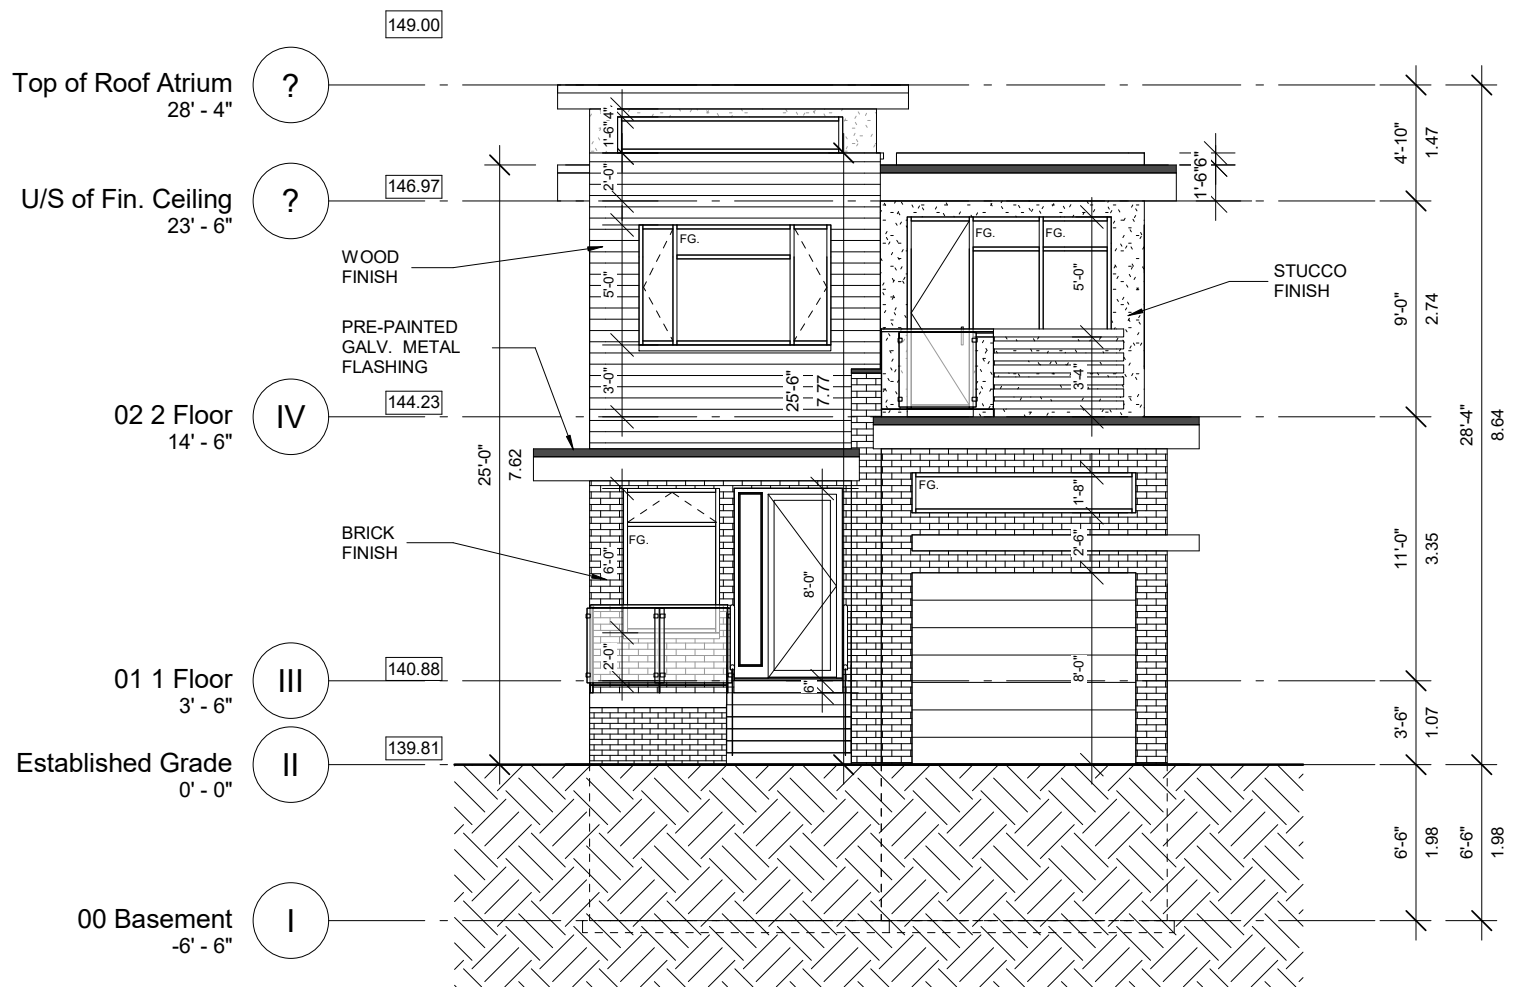 149.00
Top of Roof Atrium
28' - 4"
?
U/S of Fin. Ceiling
23' - 6"
?
146.97
WOOD
FINISH
PRE-PAINTED
GALV. METAL
FLASHING
02 2 Floor
14' - 6"
IV
144.23
BRICK
FINISH
01 1 Floor
3' - 6"
III
140.88
Established Grade
0' - 0"
II
139.81
00 Basement
-6' - 6"
I
25'-0"
7.62
4"
1'-6"
2'-0"
5'-0"
3'-0"
6'-0"
2'-0"
FG.
FG.
25'-6"
7.77
8'-0"
6"
FG.
FG.
5'-0"
3'-4"
FG.
1'-8"
2'-6"
8'-0"
6"
1'-6"
STUCCO
FINISH
4'-10"
1.47
9'-0"
2.74
11'-0"
3.35
3'-6"
1.07
6'-6"
1.98
28'-4"
8.64
6'-6"
1.98